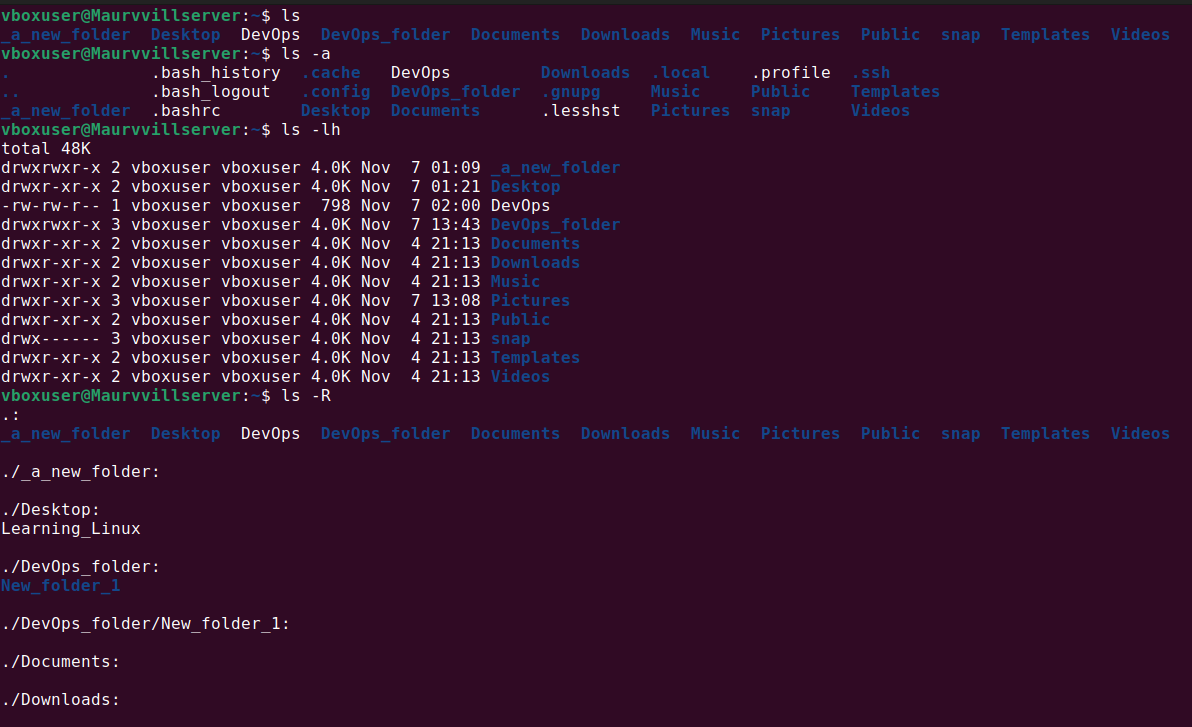 vboxuser@Maurvvillserver:~$ ls
_a_new_folder  Desktop  DevOps  DevOps_folder  Documents  Downloads  Music  Pictures  Public  snap  Templates  Videos
vboxuser@Maurvvillserver:~$ ls -a
.              .bash_history  .cache   DevOps         Downloads  .local    .profile  .ssh
..             .bash_logout   .config  DevOps_folder  .gnupg     Music     Public    Templates
_a_new_folder  .bashrc        Desktop  Documents      .lesshst   Pictures  snap      Videos
vboxuser@Maurvvillserver:~$ ls -lh
total 48K
drwxrwxr-x 2 vboxuser vboxuser 4.0K Nov  7 01:09 _a_new_folder
drwxr-xr-x 2 vboxuser vboxuser 4.0K Nov  7 01:21 Desktop
-rw-rw-r-- 1 vboxuser vboxuser  798 Nov  7 02:00 DevOps
drwxrwxr-x 3 vboxuser vboxuser 4.0K Nov  7 13:43 DevOps_folder
drwxr-xr-x 2 vboxuser vboxuser 4.0K Nov  4 21:13 Documents
drwxr-xr-x 2 vboxuser vboxuser 4.0K Nov  4 21:13 Downloads
drwxr-xr-x 2 vboxuser vboxuser 4.0K Nov  4 21:13 Music
drwxr-xr-x 3 vboxuser vboxuser 4.0K Nov  7 13:08 Pictures
drwxr-xr-x 2 vboxuser vboxuser 4.0K Nov  4 21:13 Public
drwx------ 3 vboxuser vboxuser 4.0K Nov  4 21:13 snap
drwxr-xr-x 2 vboxuser vboxuser 4.0K Nov  4 21:13 Templates
drwxr-xr-x 2 vboxuser vboxuser 4.0K Nov  4 21:13 Videos
vboxuser@Maurvvillserver:~$ ls -R
.:
_a_new_folder  Desktop  DevOps  DevOps_folder  Documents  Downloads  Music  Pictures  Public  snap  Templates  Videos

./_a_new_folder:

./Desktop:
Learning_Linux

./DevOps_folder:
New_folder_1

./DevOps_folder/New_folder_1:

./Documents:

./Downloads: